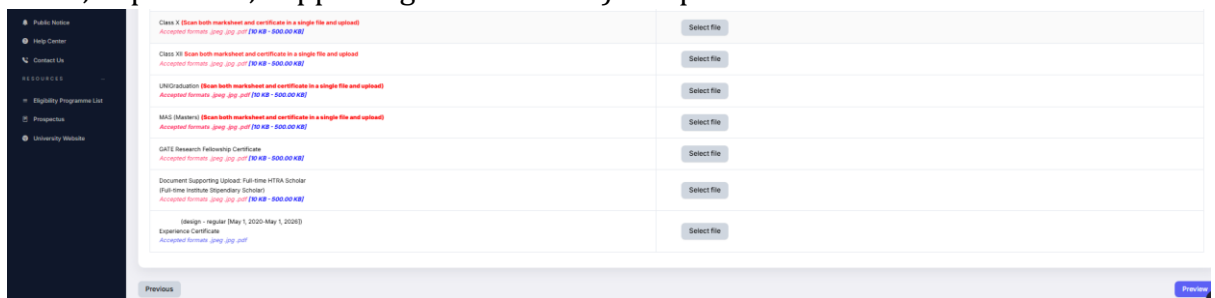 Public Notice
Help Center
Contact Us
RESOURCES
Eligibility Programme List
Prospectus
University Website
Class X (Scan both marksheet and certificate in a single file and upload)
Accepted formats .jpeg .jpg .pdf [10 KB - 500.00 KB]
Select file
Class XII Scan both marksheet and certificate in a single file and upload
Accepted formats .jpeg .jpg .pdf [10 KB - 500.00 KB]
Select file
UNIGraduation (Scan both marksheet and certificate in a single file and upload)
Accepted formats .jpeg .jpg .pdf [10 KB - 500.00 KB]
Select file
MAS (Masters) (Scan both marksheet and certificate in a single file and upload)
Accepted formats .jpeg .jpg .pdf [10 KB - 500.00 KB]
Select file
GATE Research Fellowship Certificate
Accepted formats .jpeg .jpg .pdf [10 KB - 500.00 KB]
Select file
Document Supporting Upload: Full-time HTRA Scholar
(Full-time Institute Stipendiary Scholar)
Accepted formats .jpeg .jpg .pdf [10 KB - 500.00 KB]
Select file
(design - regular [May 1, 2020-May 1, 2026])
Experience Certificate
Accepted formats .jpeg .jpg .pdf
Select file
Previous
Preview